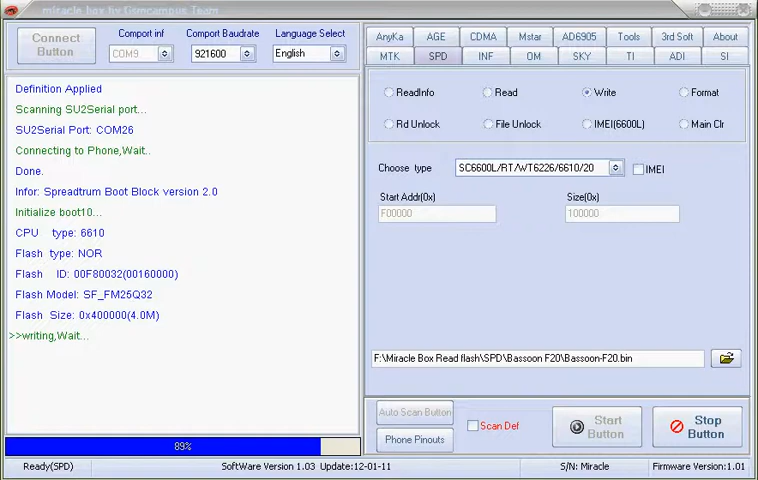 miracle box by Gsmcampus Team
Connect Button
Comport inf
COM9
Comport Baudrate
921600
Language Select
English
Definition Applied
Scanning SU2Serial port...
SU2Serial Port: COM26
Connecting to Phone,Wait..
Done.
Infor: Spreadtrum Boot Block version 2.0
Initialize boot10...
CPU type: 6610
Flash type: NOR
Flash ID: 00F80032(00160000)
Flash Model: SF_FM25Q32
Flash Size: 0x400000(4.0M)
>>writing,Wait...
89%
AnyKa AGE CDMA Mstar AD6905 Tools 3rd Soft About
MTK SPD INF OM SKY TI ADI SI
ReadInfo Read Write Format
Rd Unlock File Unlock IMEI(6600L) Main Clr
Choose type SC6600L/RT/WT6226/6610/20 IMEI
Start Addr(0x) Size(0x)
F00000 100000
F:\Miracle Box Read flash\SPD\Bassoon F20\Bassoon-F20.bin
Auto Scan Button
Phone Pinouts
Scan Def
Start Button
Stop Button
Ready(SPD) SoftWare Version 1.03 Update:12-01-11 S/N: Miracle Firmware Version:1.01